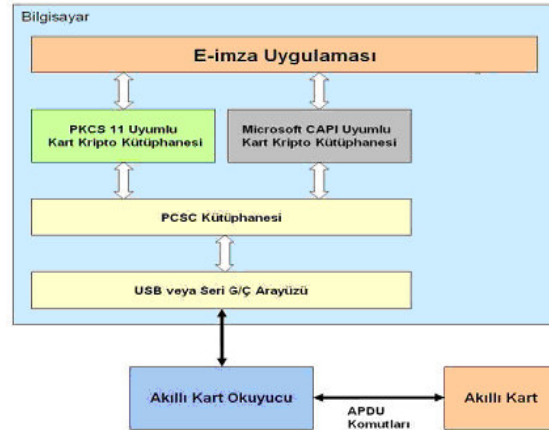 Bilgisayar
E-imza Uygulaması
PKCS 11 Uyumlu
Kart Kripto Kütüphanesi
Microsoft CAPI Uyumlu
Kart Kripto Kütüphanesi
PCSC Kütüphanesi
USB veya Seri G/Ç Arayüzü
Akıllı Kart Okuyucu
APDU
Komutları
Akıllı Kart